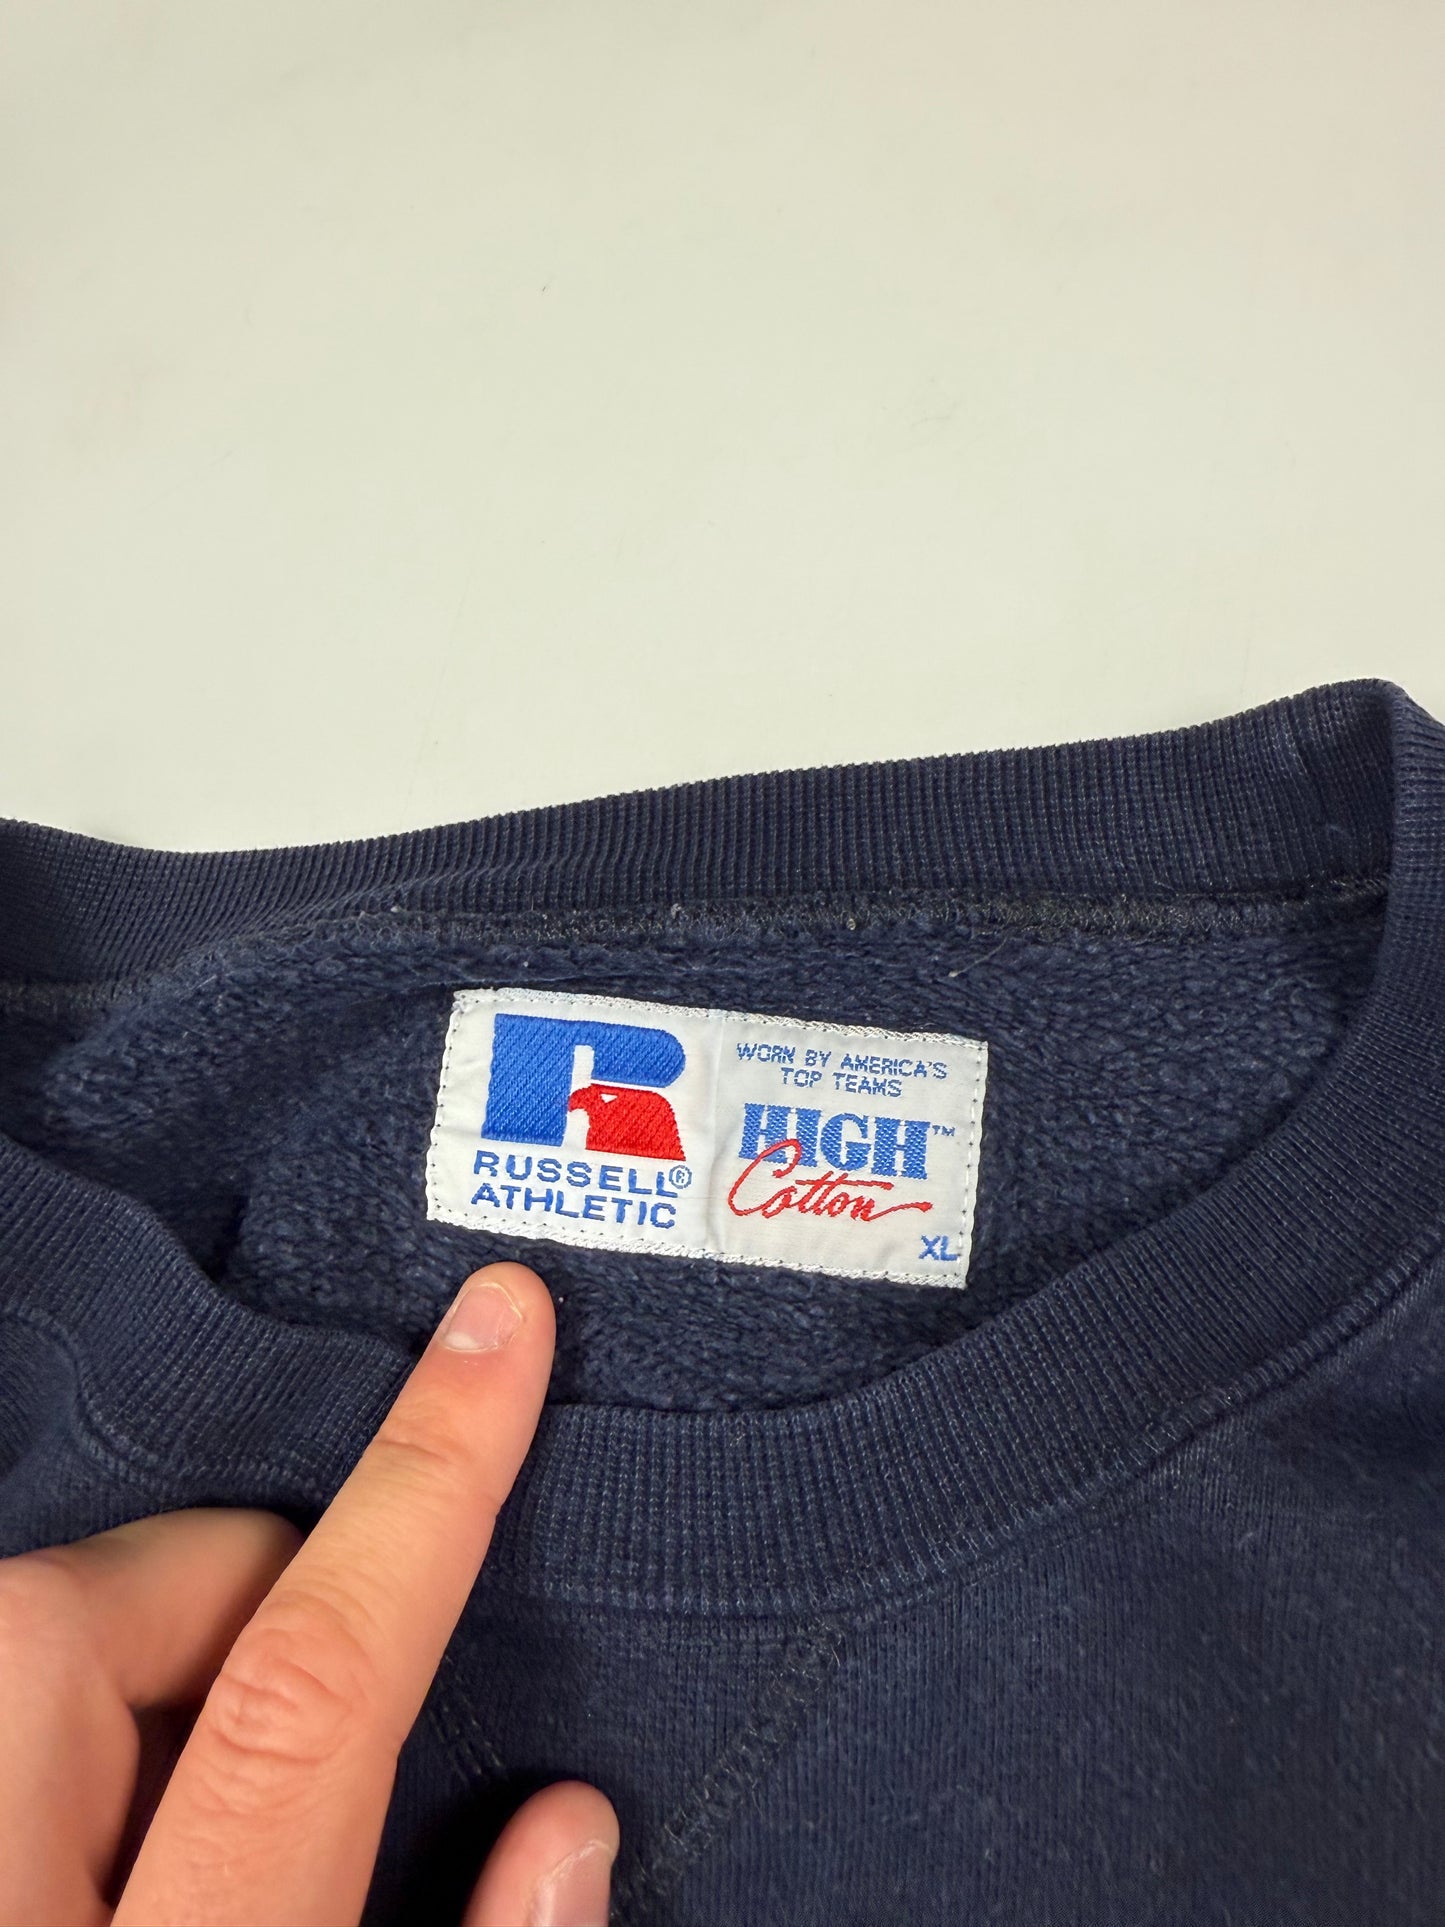 R
RUSSELL®
ATHLETIC
WORN BY AMERICA'S
TOP TEAMS
HIGH™
Cotton
XL